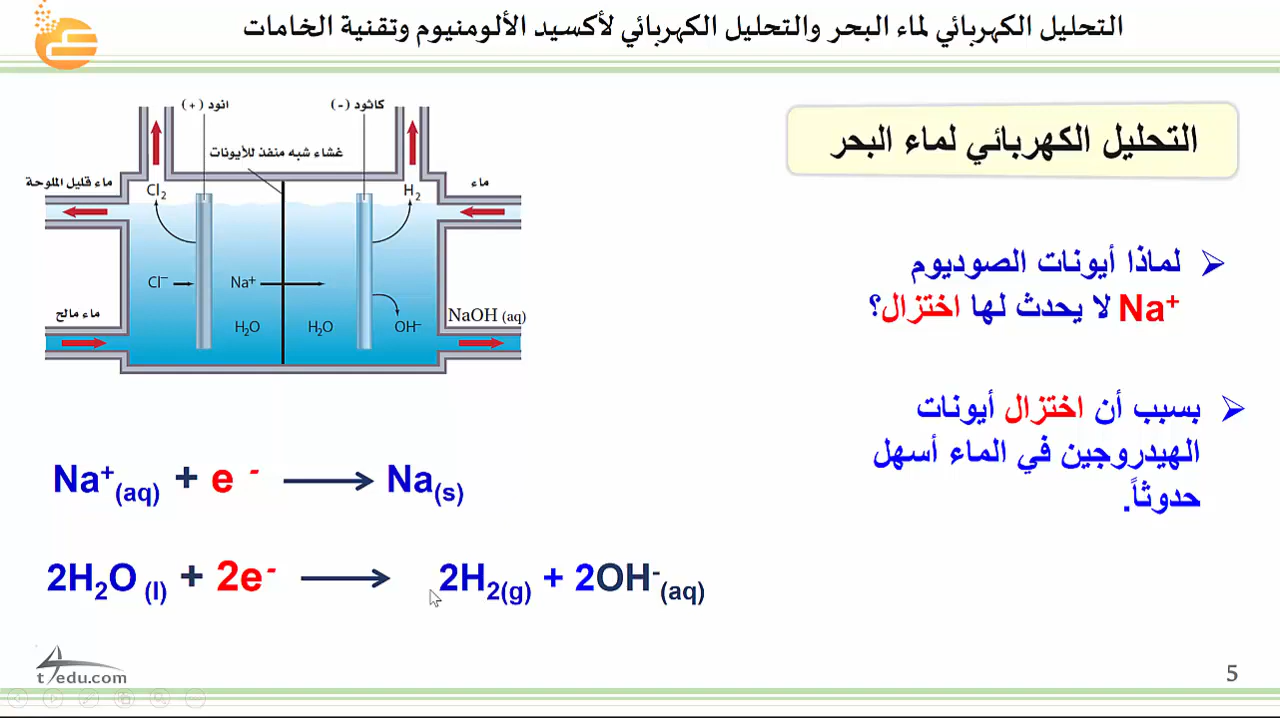 التحليل الكهربائي لماء البحر والتحليل الكهربائي لأكسيد الألومنيوم وتقنية الخامات
التحليل الكهربائي لماء البحر
لماذا أيونات الصوديوم
Na⁺ لا يحدث لها اختزال؟
بسبب أن اختزال أيونات
الهيدروجين في الماء أسهل
حدوثاً.
انود (+)
كاثود (-)
غشاء شبه منفذ للأيونات
ماء قليل الملوحة
Cl₂
H₂
ماء
Cl⁻
Na⁺
ماء مالح
H₂O
H₂O
OH⁻
NaOH (aq)
Na⁺(aq) + e⁻ → Na(s)
2H₂O (l) + 2e⁻ → 2H₂(g) + 2OH⁻(aq)
t4edu.com
5